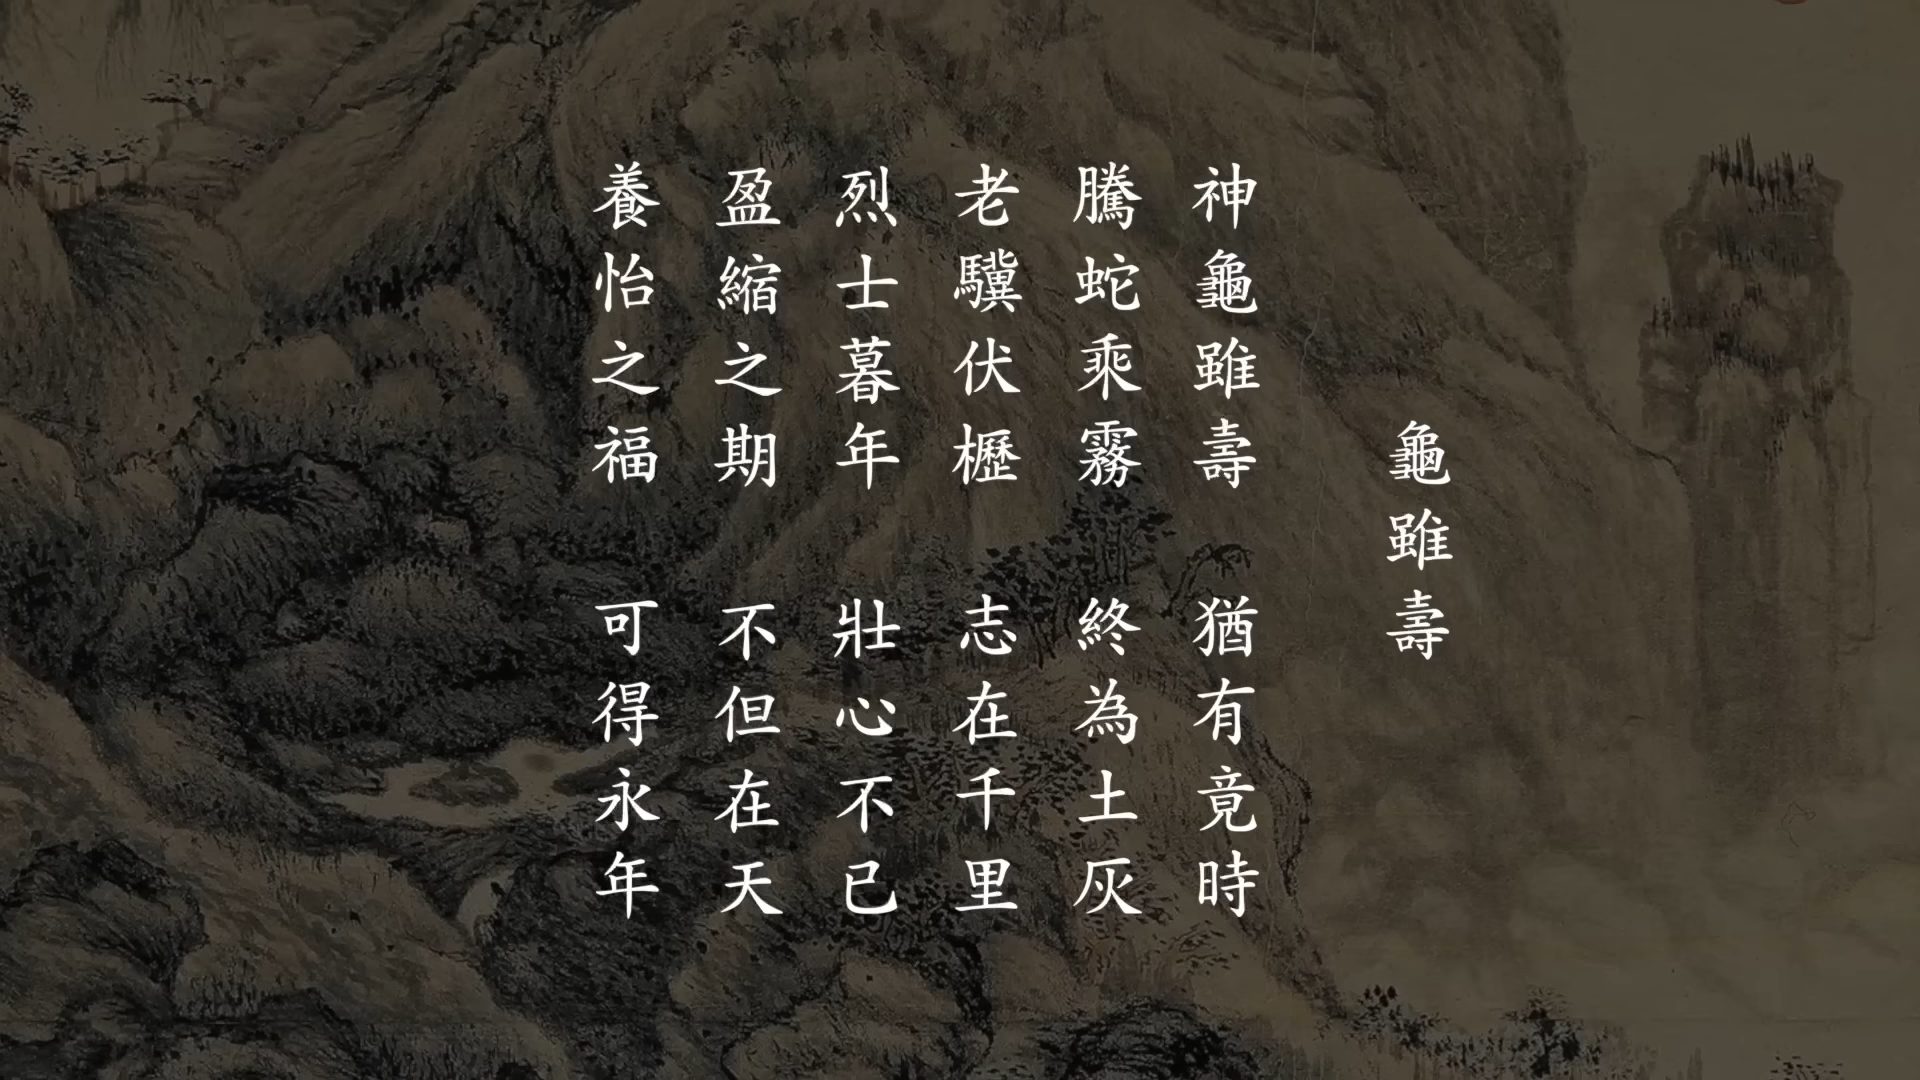 龜雖壽
神龜雖壽 猶有竟時
騰蛇乘霧 終為土灰
老驥伏櫪 志在千里
烈士暮年 壯心不已
盈縮之期 不但在天
養怡之福 可得永年